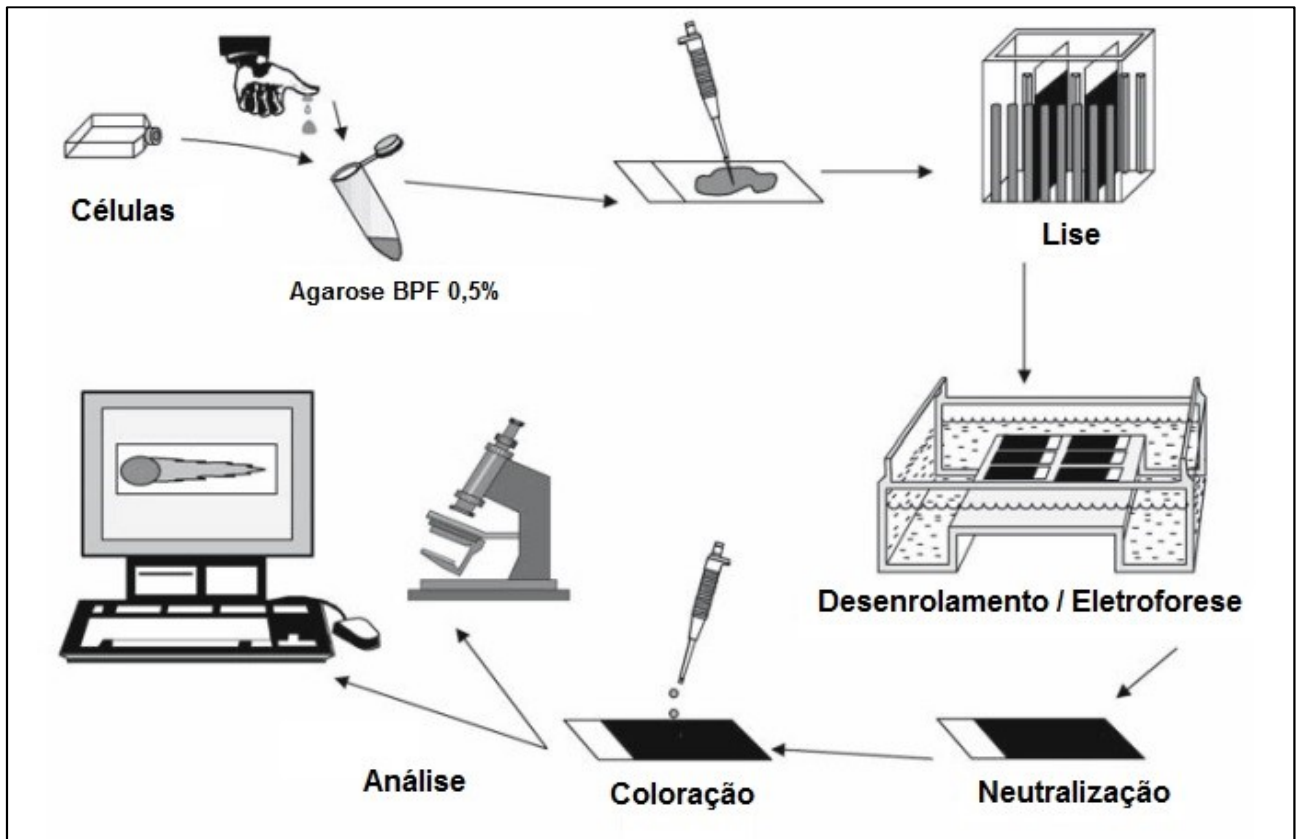 Células
Agarose BPF 0,5%
Lise
Desenrolamento / Eletroforese
Neutralização
Coloração
Análise